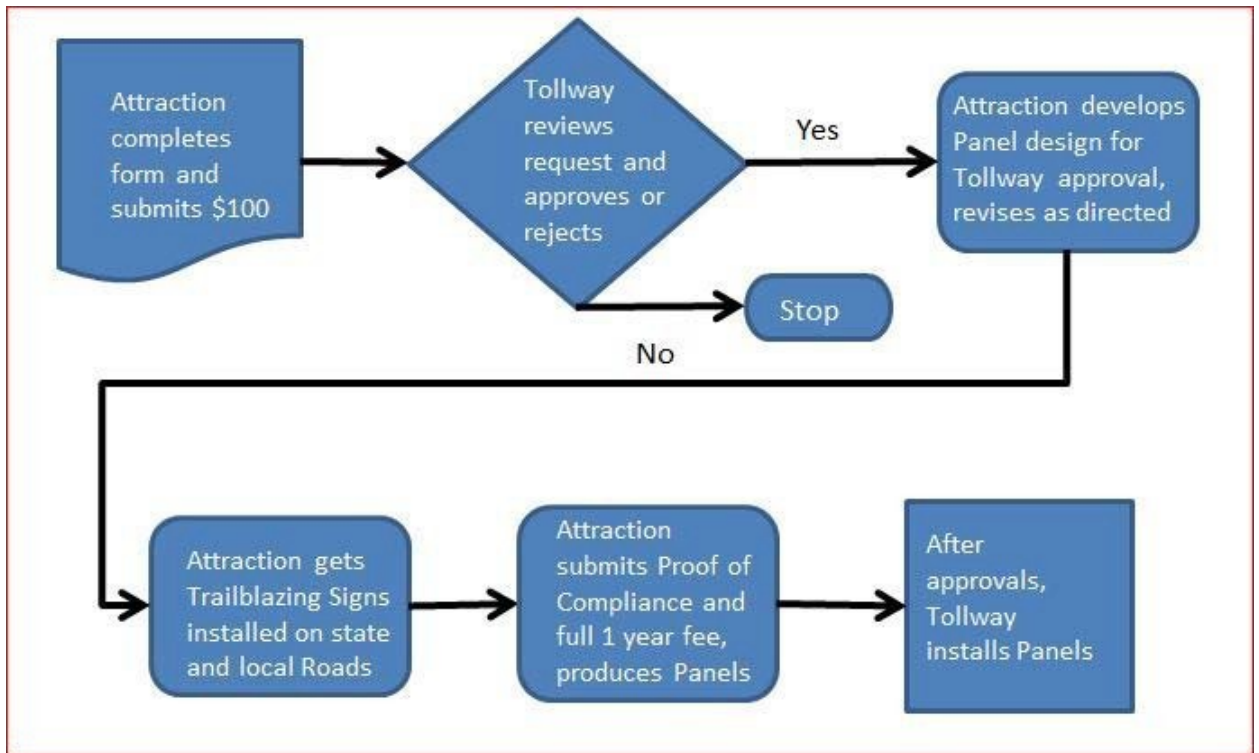 Attraction
completes
form and
submits $100
Tollway
reviews
request and
approves or
rejects
Yes
Attraction develops
Panel design for
Tollway approval,
revises as directed
Stop
No
Attraction gets
Trailblazing Signs
installed on state
and local Roads
Attraction
submits Proof of
Compliance and
full 1 year fee,
produces Panels
After
approvals,
Tollway
installs Panels